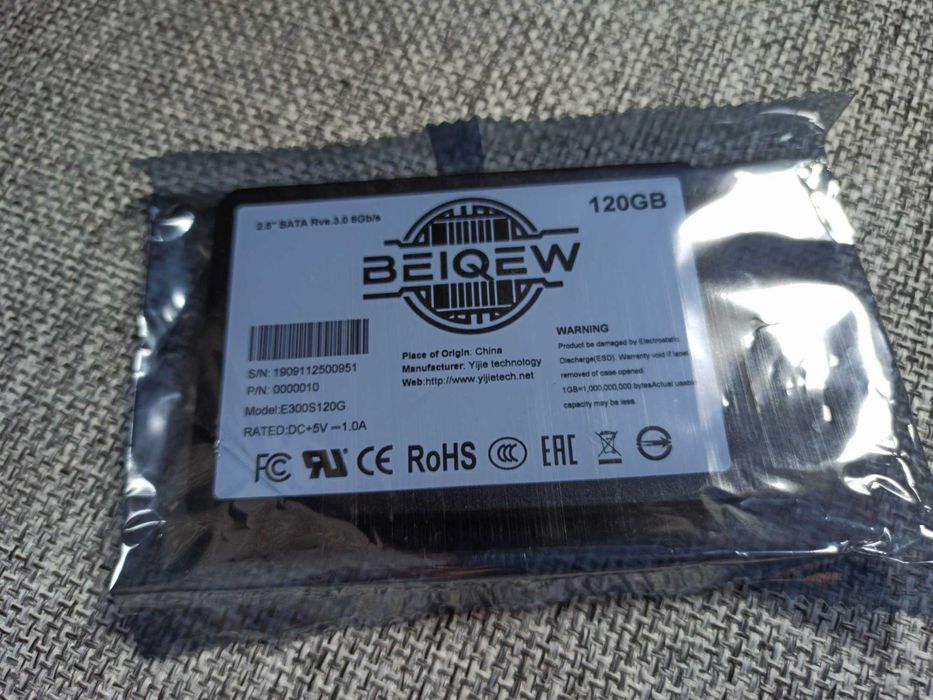 2.5" SATA Rve.3.0 6Gb/s
120GB
BEIQEW
S/N: 1909112500951
P/N: 0000010
Model:E300S120G
RATED:DC+5V⎓1.0A
Place of Origin: China
Manufacturer: Yijie technology
Web:http://www.yijietech.net
WARNING
Product be damaged by Electrostatic
Discharge(ESD). Warranty void if label
removed of case opened.
1GB=1,000,000,000 bytesActual usable
capacity may be less.
FC CE RoHS CCC EAC